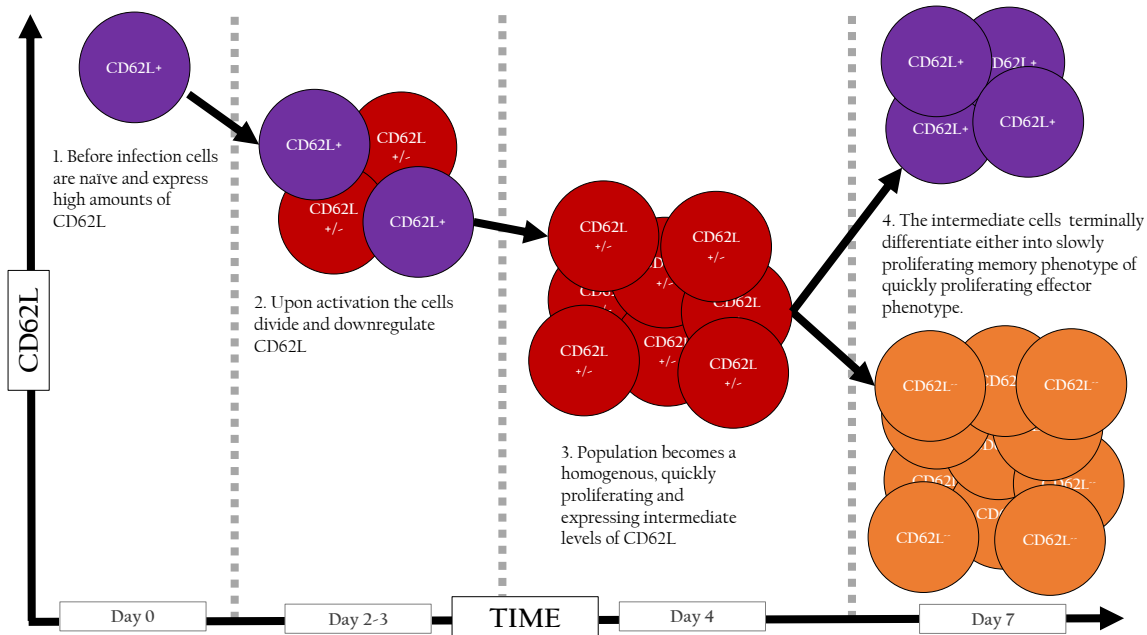 CD62L+
1. Before infection cells
are naïve and express
high amounts of
CD62L
CD62L+
CD62L
+/-
CD62L
+/-
CD62L+
2. Upon activation the cells
divide and downregulate
CD62L
CD62L
+/-
CD62L
+/-
+/-
+/-
CD62L
CD62L
+/-
CD62L
+/-
CD62L
+/-
3. Population becomes a
homogenous, quickly
proliferating and
expressing intermediate
levels of CD62L
CD62L+
CD62L+
CD62L+
CD62L+
4. The intermediate cells terminally
differentiate either into slowly
proliferating memory phenotype of
quickly proliferating effector
phenotype.
CD62L--
CD62L--
CD62L--
CD62L--
CD62L--
CD62L
TIME
Day 0
Day 2-3
Day 4
Day 7